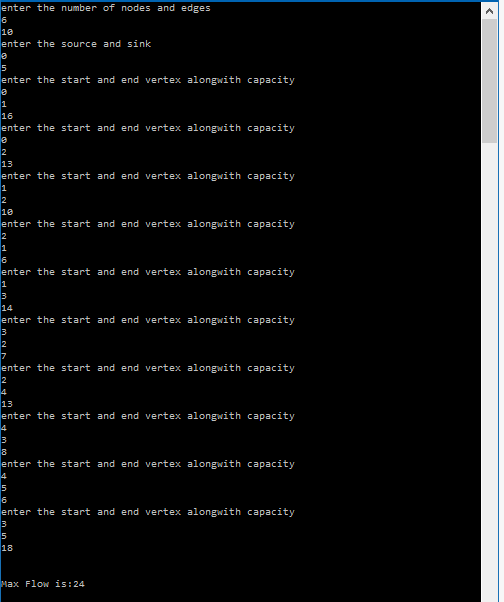 enter the number of nodes and edges
6
10
enter the source and sink
0
5
enter the start and end vertex alongwith capacity
0
1
16
enter the start and end vertex alongwith capacity
0
2
13
enter the start and end vertex alongwith capacity
1
2
10
enter the start and end vertex alongwith capacity
2
1
6
enter the start and end vertex alongwith capacity
1
3
14
enter the start and end vertex alongwith capacity
3
2
7
enter the start and end vertex alongwith capacity
2
4
13
enter the start and end vertex alongwith capacity
4
3
8
enter the start and end vertex alongwith capacity
4
5
6
enter the start and end vertex alongwith capacity
3
5
18
Max Flow is:24